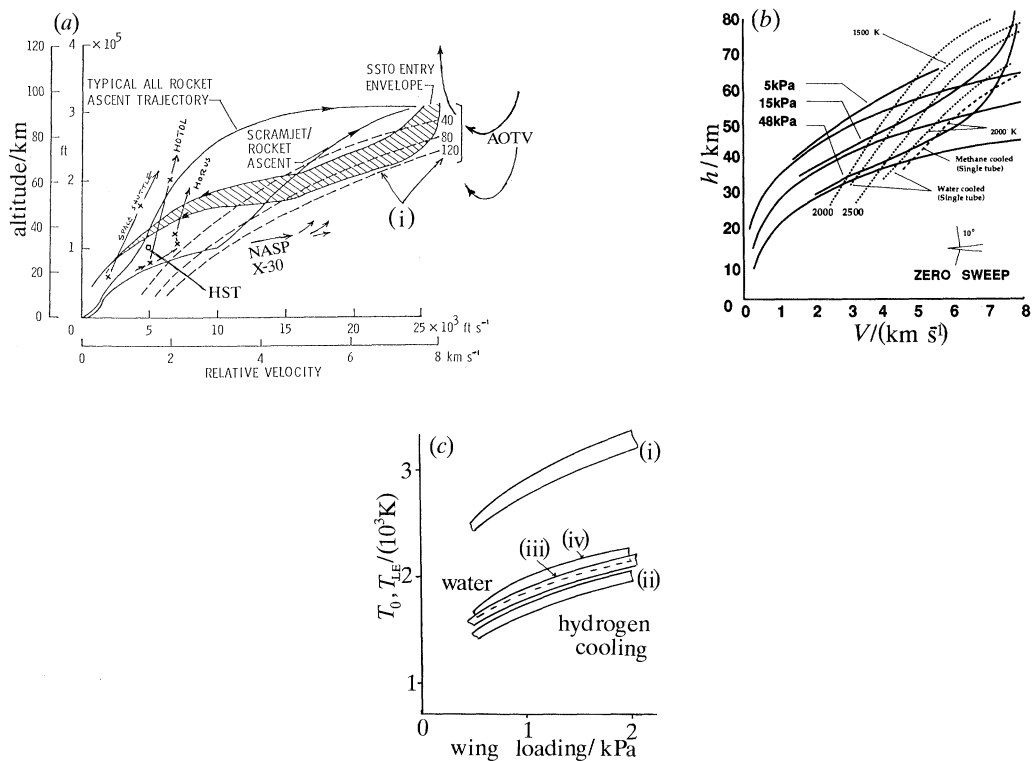 (a)
120
100
80
60
40
20
0
altitude/km
4 × 10⁵
3
ft
2
1
0
TYPICAL ALL ROCKET
ASCENT TRAJECTORY
SSTO ENTRY
ENVELOPE
SCRAMJET/
ROCKET
ASCENT
SPACE SHUTTLE
HOTOL
HORUS
40
80
120
AOTV
(i)
NASP
X-30
HST
0 5 10 15 20 25 × 10³ ft s⁻¹
0 2 4 6 8 km s⁻¹
RELATIVE VELOCITY
(b)
80
70
60
50
40
30
20
10
0
h/km
1500 K
5kPa
15kPa
48kPa
2000 K
Methane cooled
(Single tube)
Water cooled
(Single tube)
2000 2500
10°
ZERO SWEEP
0 1 2 3 4 5 6 7 8
V/(km s⁻¹)
(c)
3
2
1
T₀, T_LE/(10³K)
(i)
(iii)
(iv)
(ii)
water
hydrogen
cooling
0 1 2
wing loading/kPa